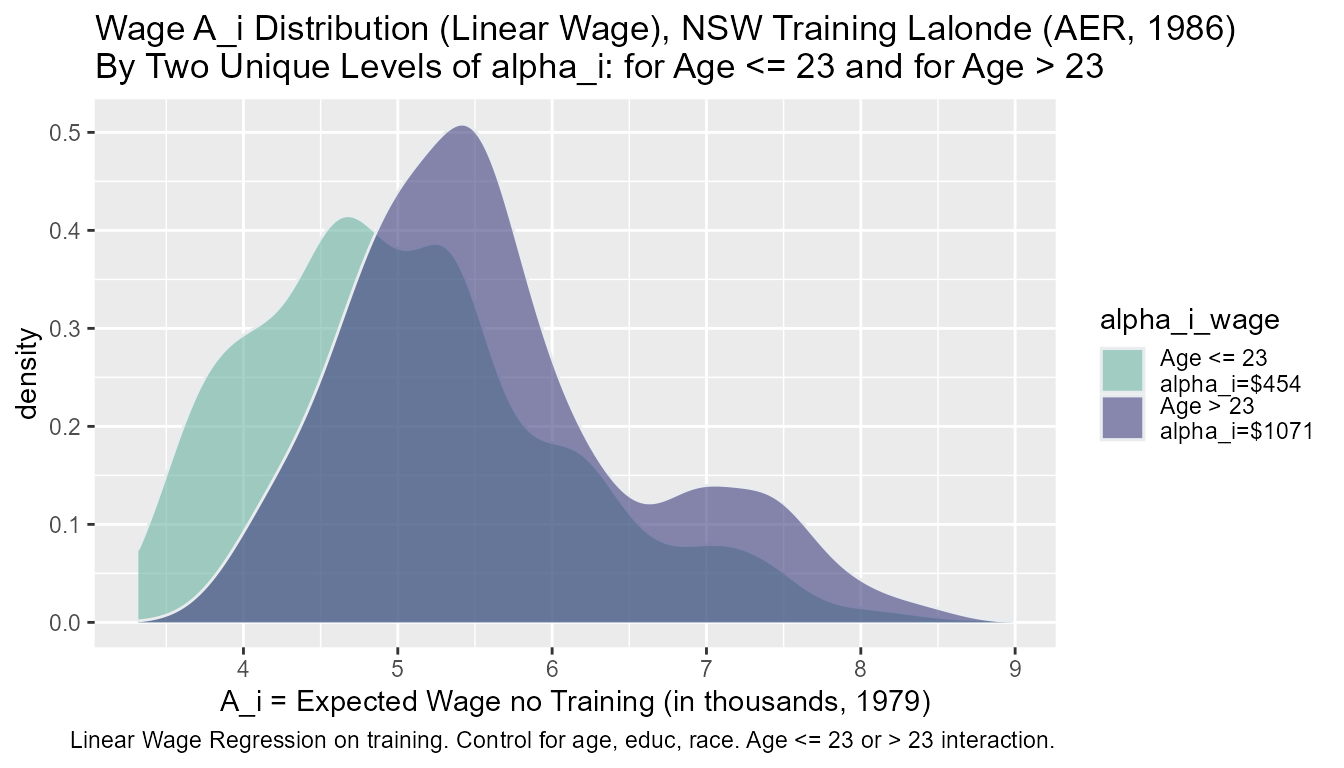 Wage A_i Distribution (Linear Wage), NSW Training Lalonde (AER, 1986)
By Two Unique Levels of alpha_i: for Age <= 23 and for Age > 23
0.5
0.4
0.3
0.2
0.1
0.0
density
4 5 6 7 8 9
A_i = Expected Wage no Training (in thousands, 1979)
alpha_i_wage
Age <= 23
alpha_i=$454
Age > 23
alpha_i=$1071
Linear Wage Regression on training. Control for age, educ, race. Age <= 23 or > 23 interaction.